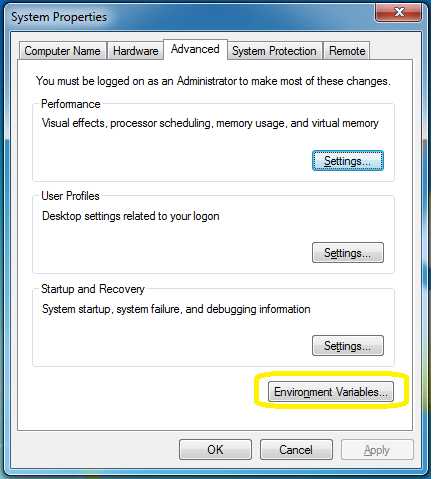 System Properties
Computer Name Hardware Advanced System Protection Remote
You must be logged on as an Administrator to make most of these changes.
Performance
Visual effects, processor scheduling, memory usage, and virtual memory
Settings...
User Profiles
Desktop settings related to your logon
Settings...
Startup and Recovery
System startup, system failure, and debugging information
Settings...
Environment Variables...
OK Cancel Apply